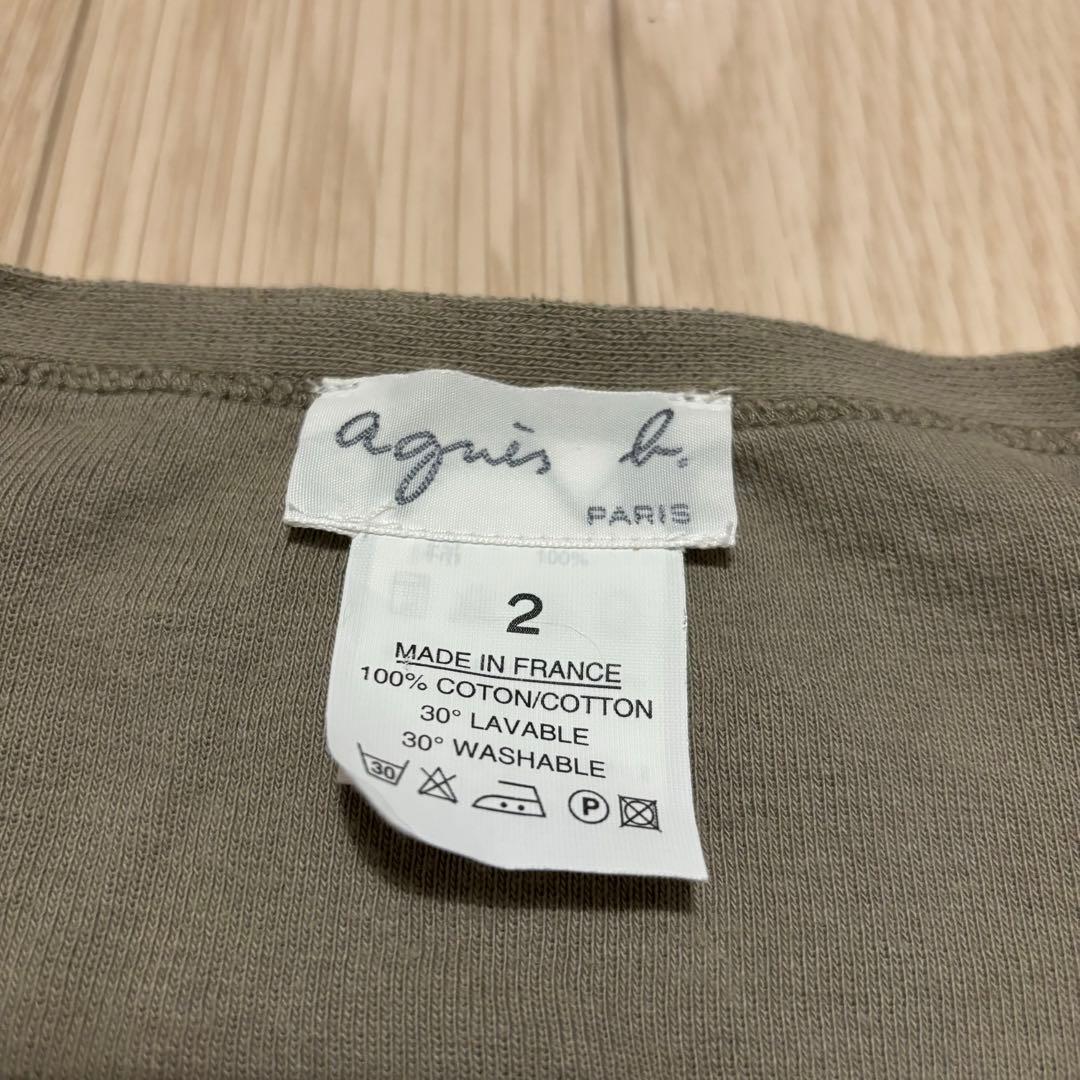 agnès b.
PARIS
2
MADE IN FRANCE
100% COTON/COTTON
30° LAVABLE
30° WASHABLE
30 P